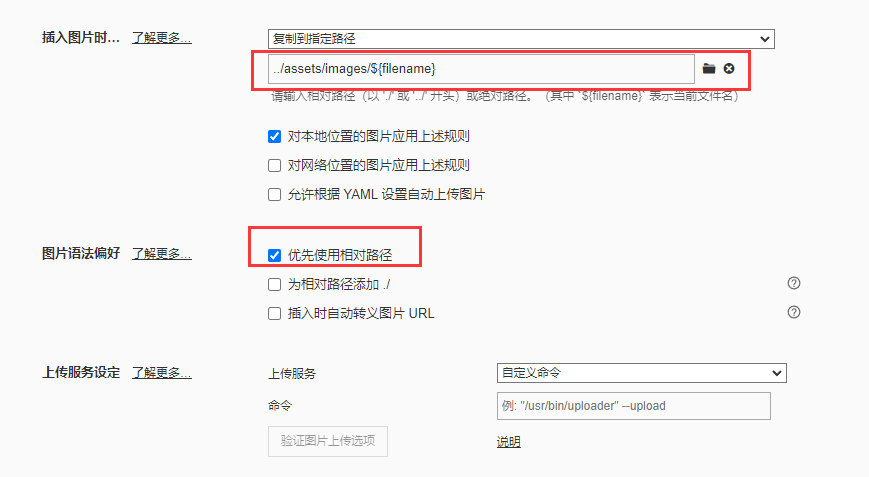 插入图片时... 了解更多... 复制到指定路径
../assets/images/${filename}
请输入相对路径（以 './' 或 '../' 开头）或绝对路径。（其中 `${filename}` 表示当前文件名）
对本地位置的图片应用上述规则
对网络位置的图片应用上述规则
允许根据 YAML 设置自动上传图片
图片语法偏好 了解更多... 优先使用相对路径
为相对路径添加 ./
插入时自动转义图片 URL
上传服务设定 了解更多... 上传服务 自定义命令
命令 例: "/usr/bin/uploader" --upload
验证图片上传选项 说明